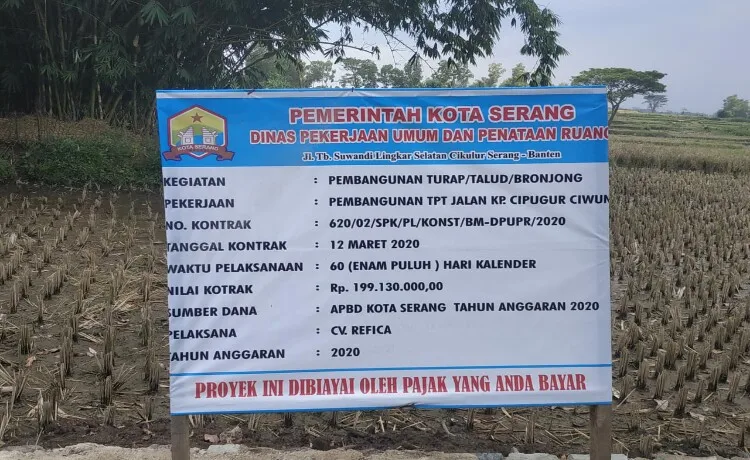 PEMERINTAH KOTA SERANG
DINAS PEKERJAAN UMUM DAN PENATAAN RUANG
Jl. Tb. Suwandi Lingkar Selatan Cikulur Serang - Banten
KOTA SERANG
KEGIATAN : PEMBANGUNAN TURAP/TALUD/BRONJONG
PEKERJAAN : PEMBANGUNAN TPT JALAN KP. CIPUGUR CIWUN
NO. KONTRAK : 620/02/SPK/PL/KONST/BM-DPUPR/2020
TANGGAL KONTRAK : 12 MARET 2020
WAKTU PELAKSANAAN : 60 (ENAM PULUH ) HARI KALENDER
NILAI KOTRAK : Rp. 199.130.000,00
SUMBER DANA : APBD KOTA SERANG TAHUN ANGGARAN 2020
PELAKSANA : CV. REFICA
TAHUN ANGGARAN : 2020
PROYEK INI DIBIAYAI OLEH PAJAK YANG ANDA BAYAR